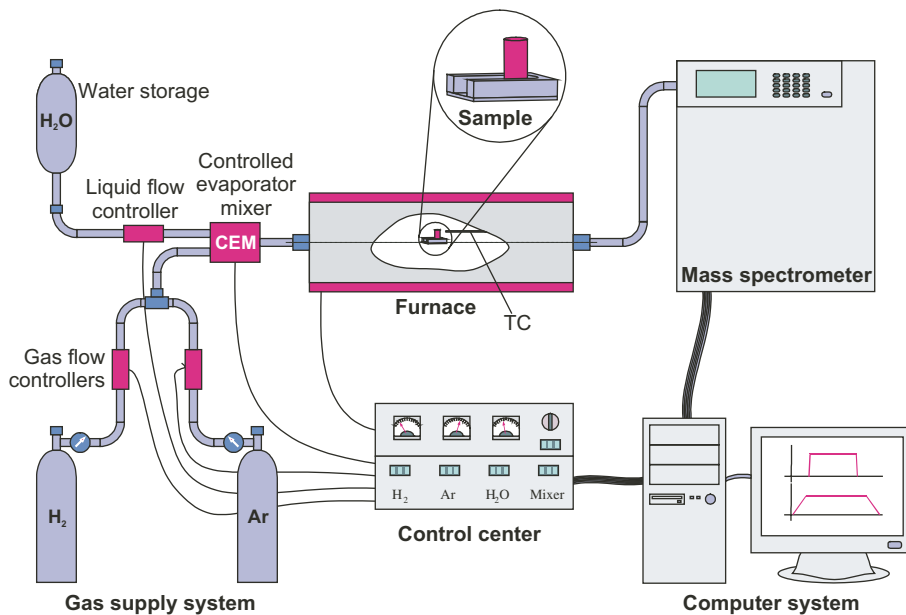 Water storage
H₂O
Controlled
evaporator
mixer
Liquid flow
controller
CEM
Sample
Mass spectrometer
Furnace
TC
Gas flow
controllers
H₂
Ar
H₂
Ar
H₂O
Mixer
Control center
Gas supply system
Computer system